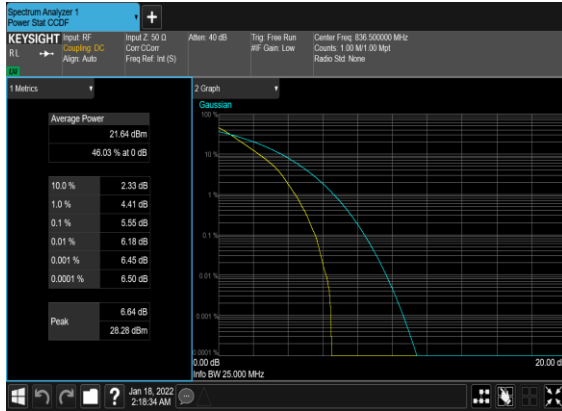 Spectrum Analyzer 1
Power Stat CCDF
+
KEYSIGHT
RL
LU
Input: RF
Coupling: DC
Align: Auto
Input Z: 50 Ω
Corr CCorr
Freq Ref: Int (S)
Atten: 40 dB
Trig: Free Run
#IF Gain: Low
Center Freq: 836.500000 MHz
Counts: 1.00 M/1.00 Mpt
Radio Std: None
1 Metrics
Average Power
21.64 dBm
46.03 % at 0 dB
10.0 % 2.33 dB
1.0 % 4.41 dB
0.1 % 5.55 dB
0.01 % 6.18 dB
0.001 % 6.45 dB
0.0001 % 6.50 dB
Peak
6.64 dB
28.28 dBm
2 Graph
Gaussian
100 %
10 %
1 %
0.1 %
0.01 %
0.001 %
0.0001 %
0.00 dB
20.00 d
Info BW 25.000 MHz
?
Jan 18, 2022
2:18:34 AM